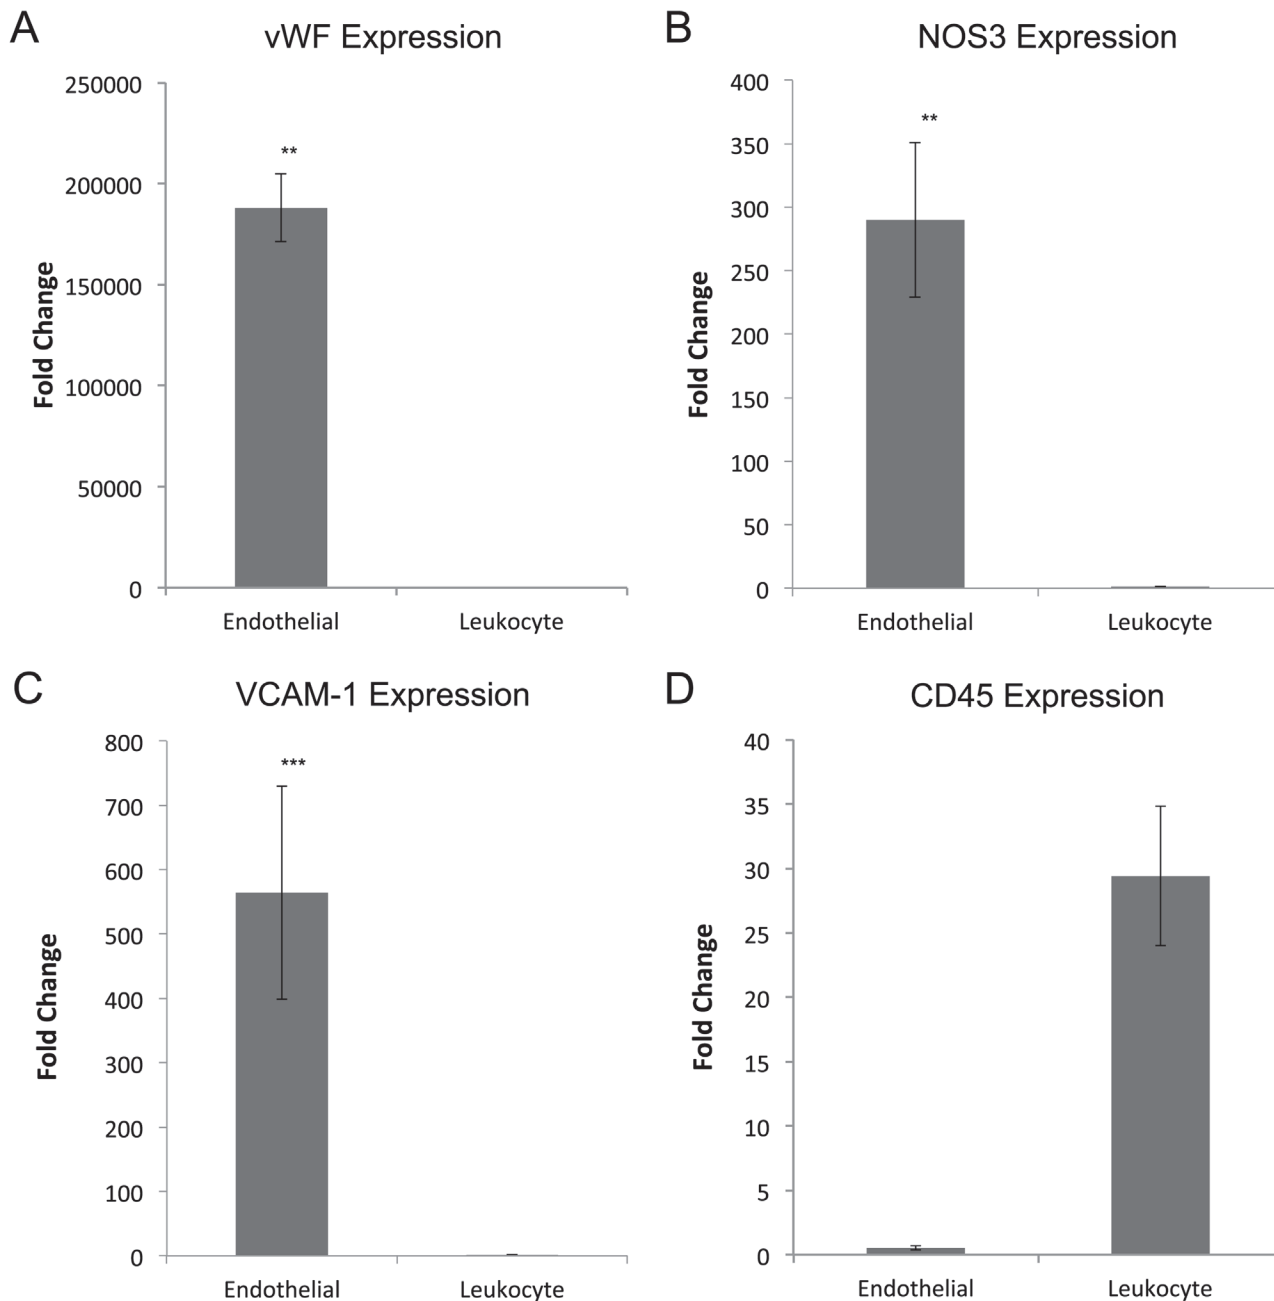 A
vWF Expression
250000
200000
150000
100000
50000
0
Fold Change
**
Endothelial
Leukocyte
B
NOS3 Expression
400
350
300
250
200
150
100
50
0
Fold Change
**
Endothelial
Leukocyte
C
VCAM-1 Expression
800
700
600
500
400
300
200
100
0
Fold Change
***
Endothelial
Leukocyte
D
CD45 Expression
40
35
30
25
20
15
10
5
0
Fold Change
Endothelial
Leukocyte